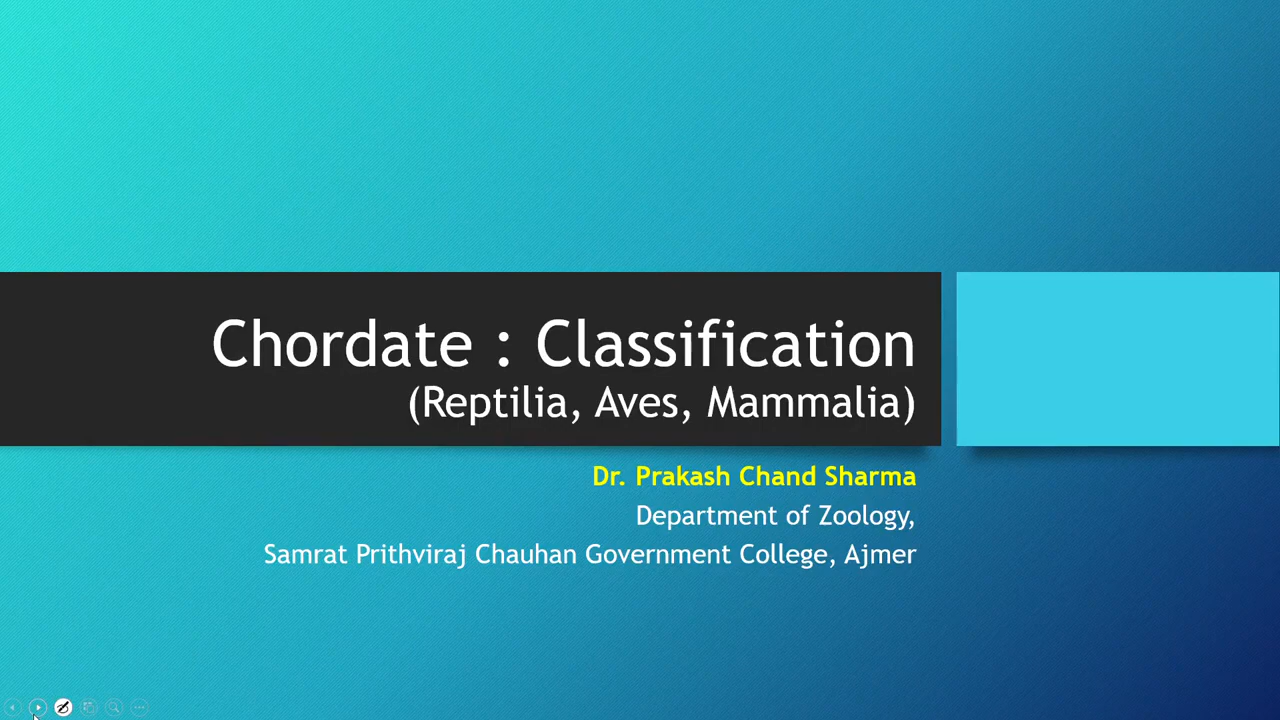 Chordate : Classification
(Reptilia, Aves, Mammalia)
Dr. Prakash Chand Sharma
Department of Zoology,
Samrat Prithviraj Chauhan Government College, Ajmer